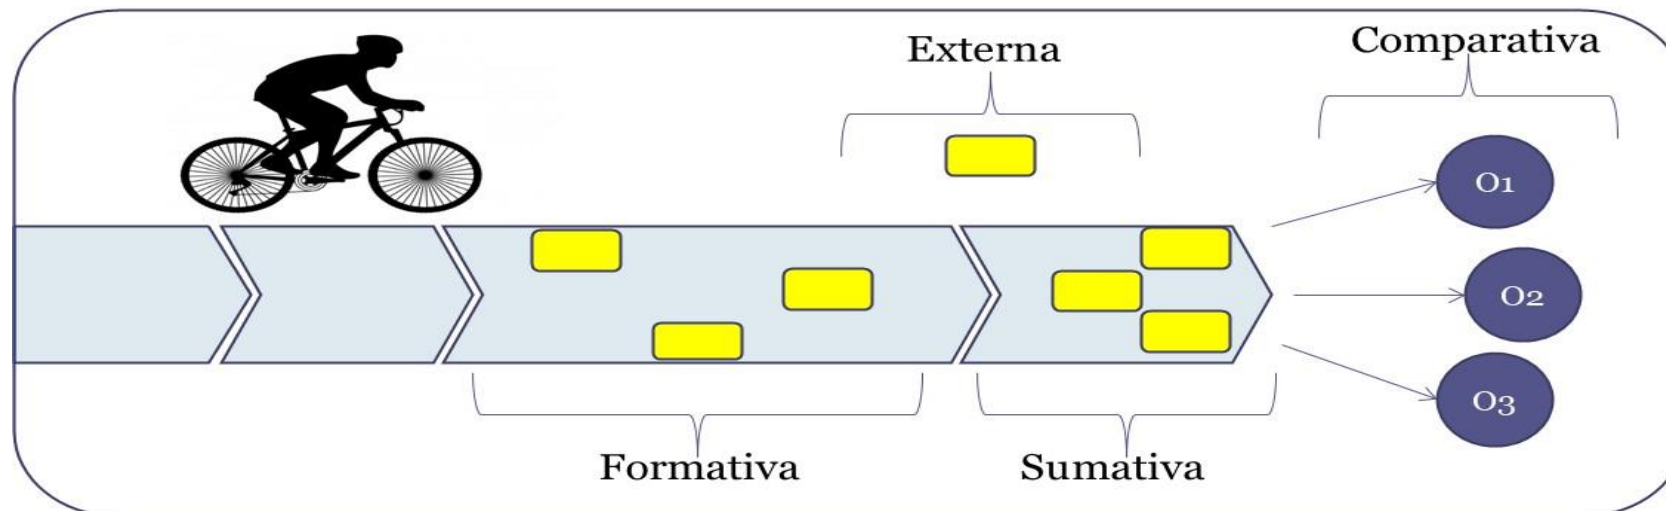 Externa
Comparativa
O1
O2
O3
Formativa
Sumativa